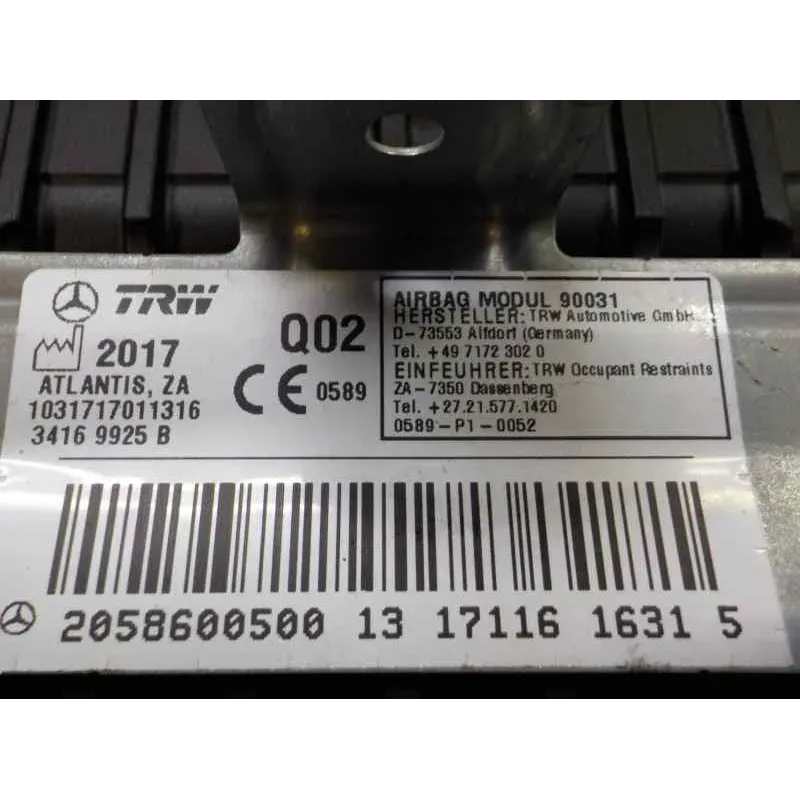 TRW
Q02
2017
ATLANTIS, ZA
CE 0589
1031717011316
3416 9925 B
AIRBAG MODUL 90031
HERSTELLER: TRW Automotive GmbH
D-73553 Alfdorf (Germany)
Tel. +49 7172 302 0
EINFEUHRER: TRW Occupant Restraints
ZA-7350 Dassenberg
Tel. +27.21.577.1420
0589-P1-0052
2058600500 13 17116 1631 5